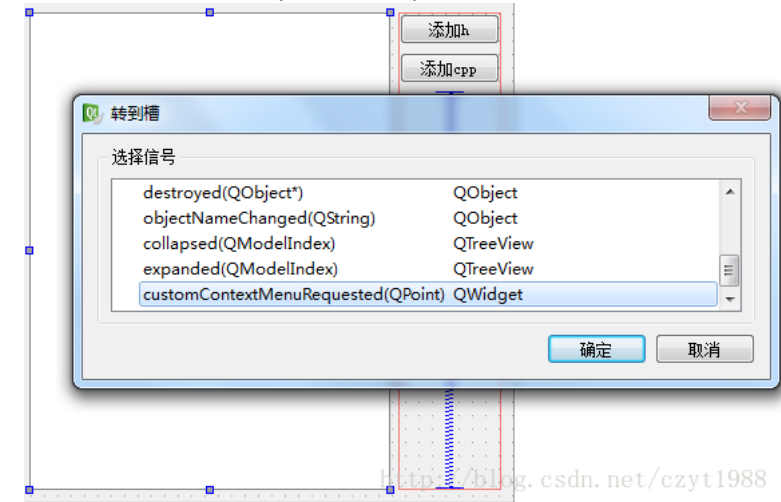 添加h
添加cpp
转到槽
选择信号
destroyed(QObject*) QObject
objectNameChanged(QString) QObject
collapsed(QModelIndex) QTreeView
expanded(QModelIndex) QTreeView
customContextMenuRequested(QPoint) QWidget
确定 取消
http://blog.csdn.net/czyt1988